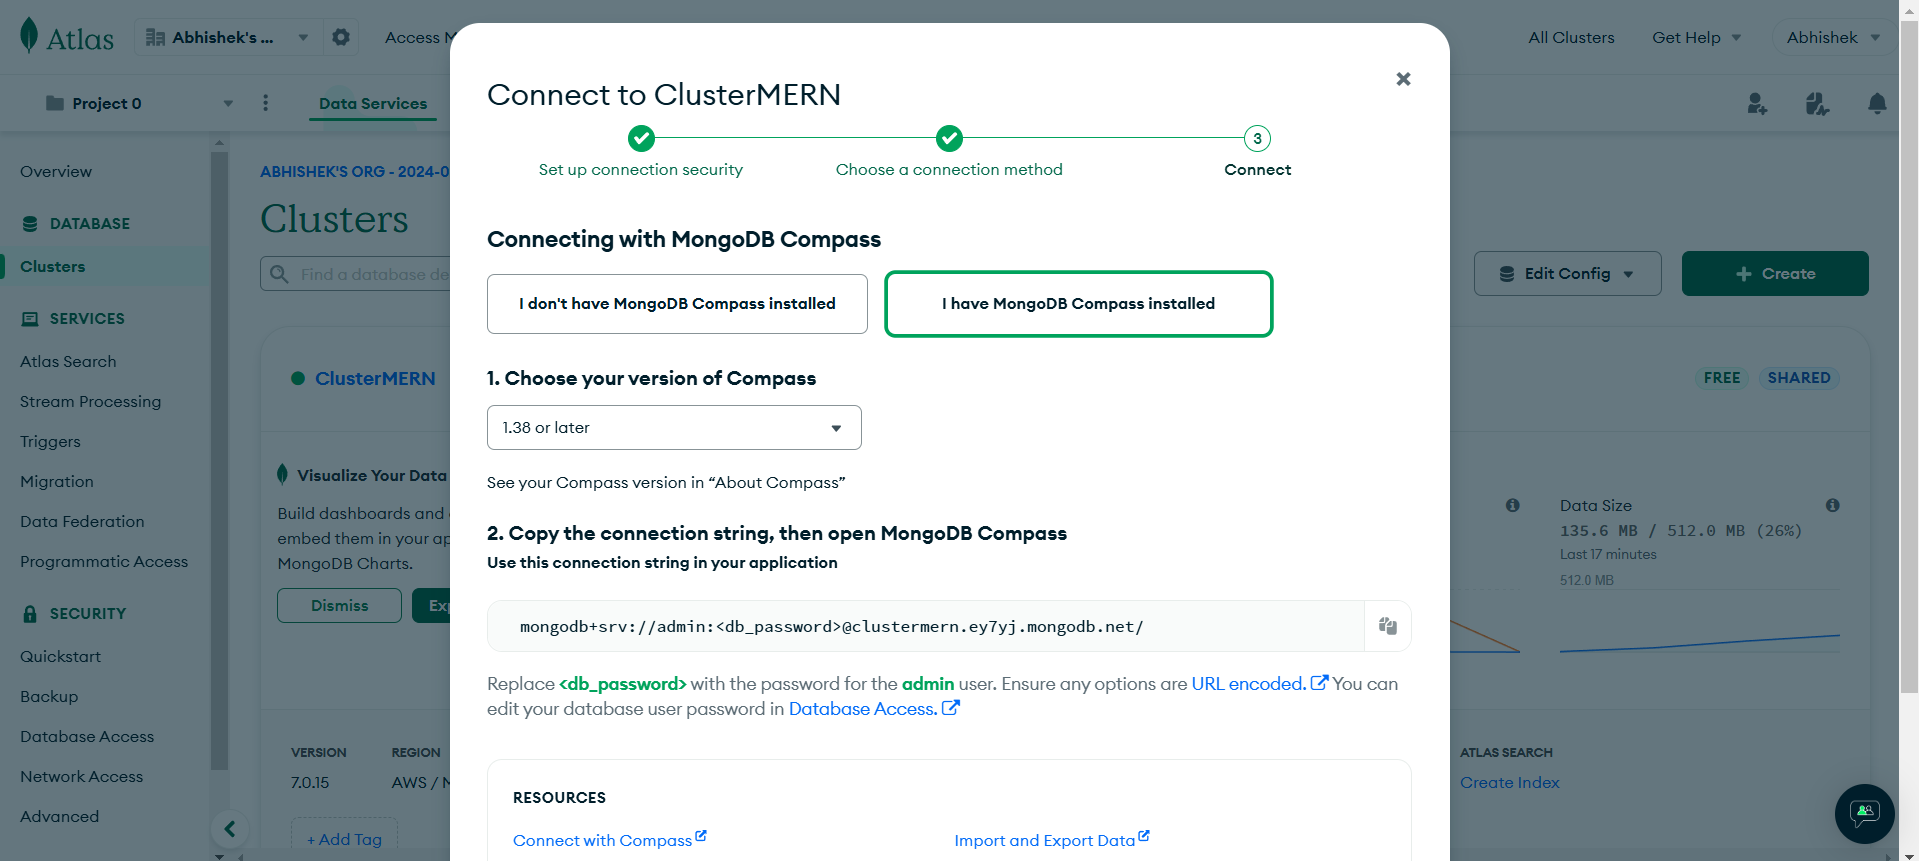 Atlas
Abhishek's ...
Access M
All Clusters
Get Help
Abhishek
Project 0
Data Services
Overview
DATABASE
Clusters
SERVICES
Atlas Search
Stream Processing
Triggers
Migration
Data Federation
Programmatic Access
SECURITY
Quickstart
Backup
Database Access
Network Access
Advanced
ABHISHEK'S ORG - 2024-0
Clusters
Find a database de
Edit Config
+ Create
ClusterMERN
FREE
SHARED
Visualize Your Data
Build dashboards and
embed them in your ap
MongoDB Charts.
Dismiss
Exp
Data Size
135.6 MB / 512.0 MB (26%)
Last 17 minutes
512.0 MB
VERSION
REGION
7.0.15
AWS / M
+ Add Tag
ATLAS SEARCH
Create Index
Connect to ClusterMERN
Set up connection security
Choose a connection method
3
Connect
Connecting with MongoDB Compass
I don't have MongoDB Compass installed
I have MongoDB Compass installed
1. Choose your version of Compass
1.38 or later
See your Compass version in “About Compass”
2. Copy the connection string, then open MongoDB Compass
Use this connection string in your application
mongodb+srv://admin:<db_password>@clustermern.ey7yj.mongodb.net/
Replace <db_password> with the password for the admin user. Ensure any options are URL encoded. You can
edit your database user password in Database Access.
RESOURCES
Connect with Compass
Import and Export Data